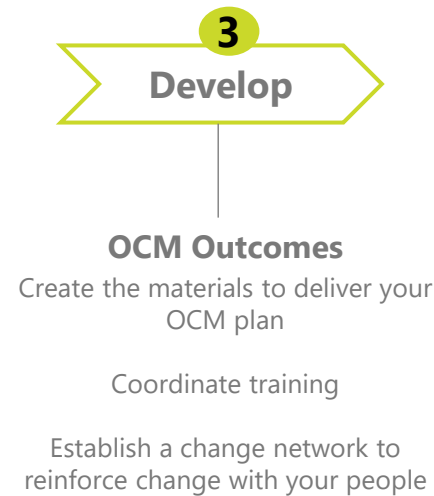 3
Develop
OCM Outcomes
Create the materials to deliver your
OCM plan
Coordinate training
Establish a change network to
reinforce change with your people